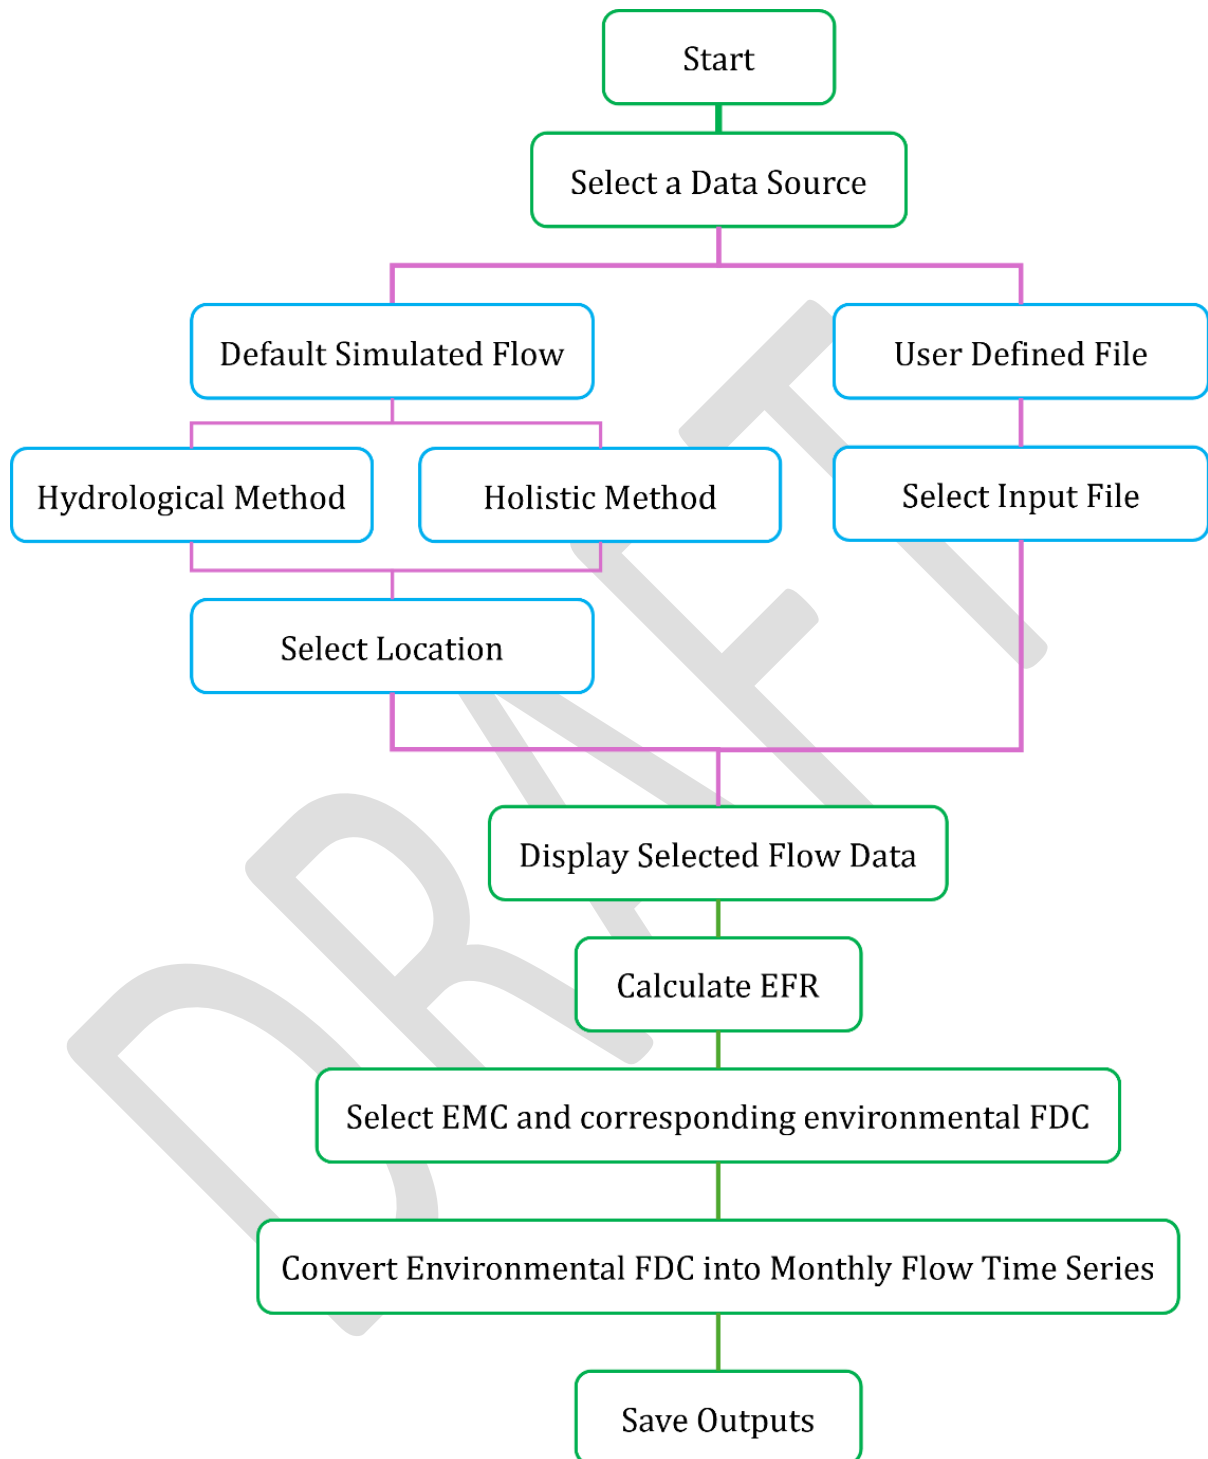 Start
Select a Data Source
Default Simulated Flow
User Defined File
Hydrological Method
Holistic Method
Select Input File
Select Location
Display Selected Flow Data
Calculate EFR
Select EMC and corresponding environmental FDC
Convert Environmental FDC into Monthly Flow Time Series
Save Outputs
DRAFT